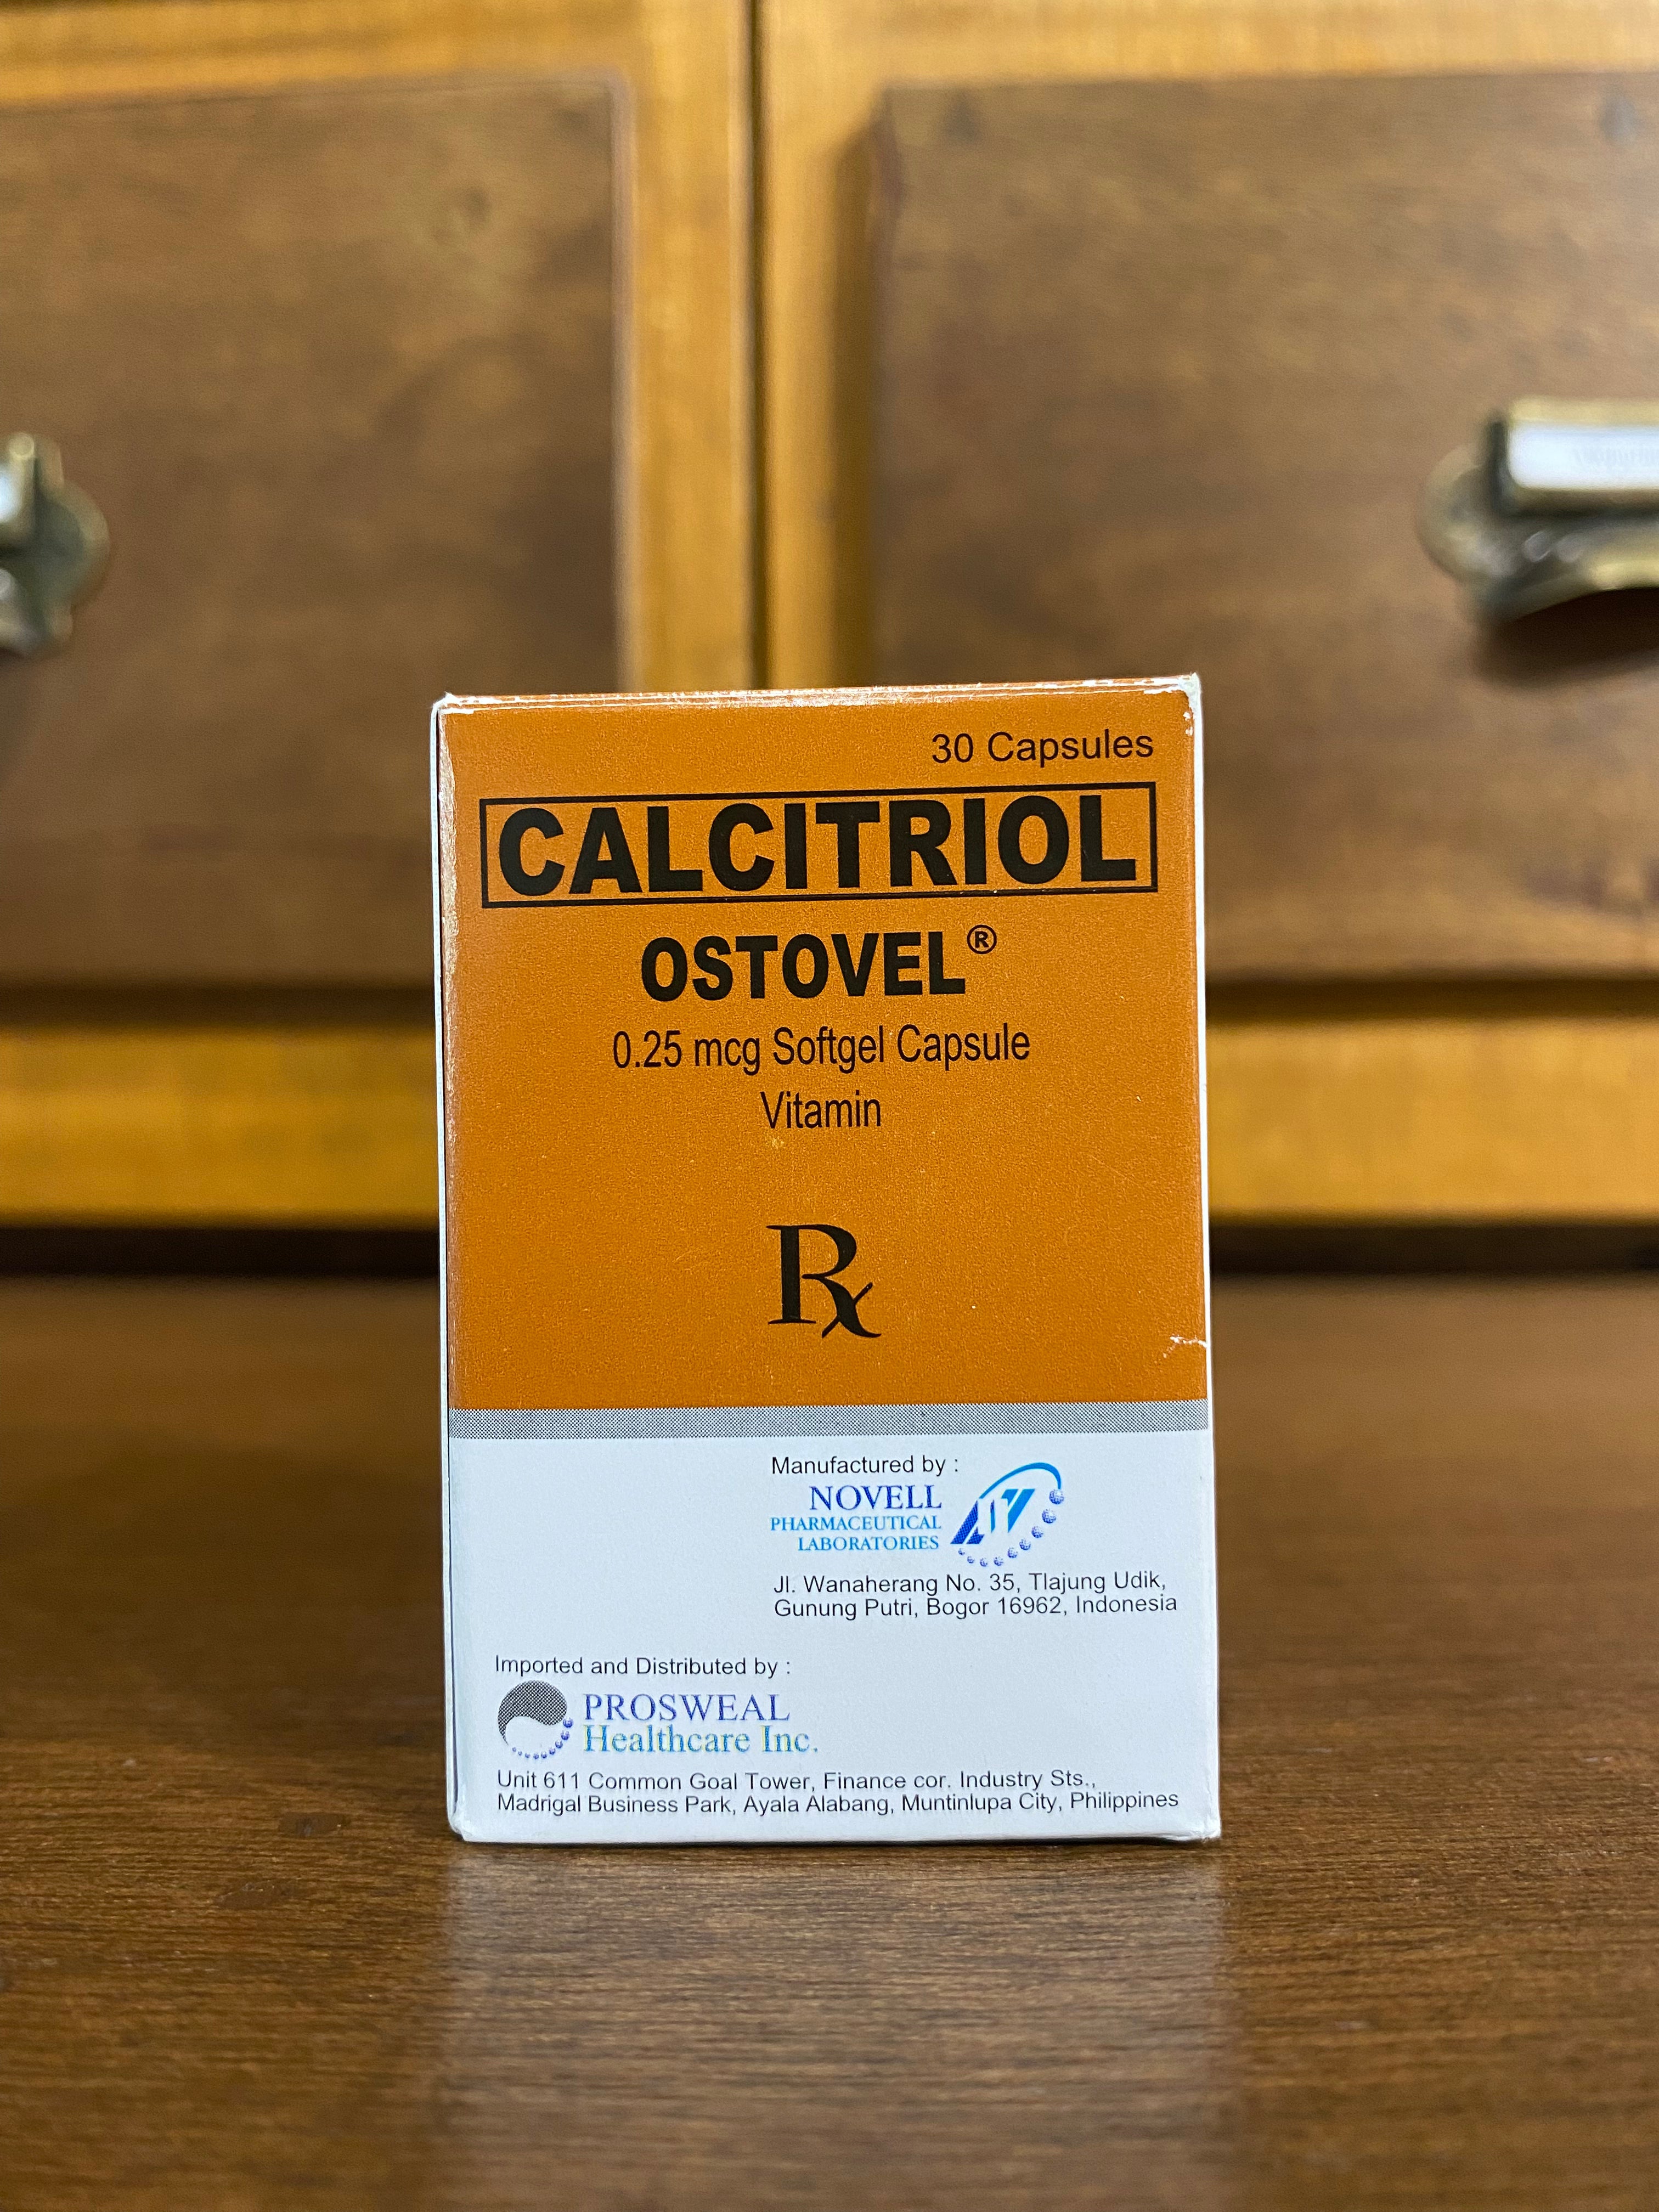 30 Capsules
CALCITRIOL
OSTOVEL®
0.25 mcg Softgel Capsule
Vitamin
Rx
Manufactured by :
NOVELL
PHARMACEUTICAL
LABORATORIES
Jl. Wanaherang No. 35, Tlajung Udik,
Gunung Putri, Bogor 16962, Indonesia
Imported and Distributed by :
PROSWEAL
Healthcare Inc.
Unit 611 Common Goal Tower, Finance cor. Industry Sts.,
Madrigal Business Park, Ayala Alabang, Muntinlupa City, Philippines